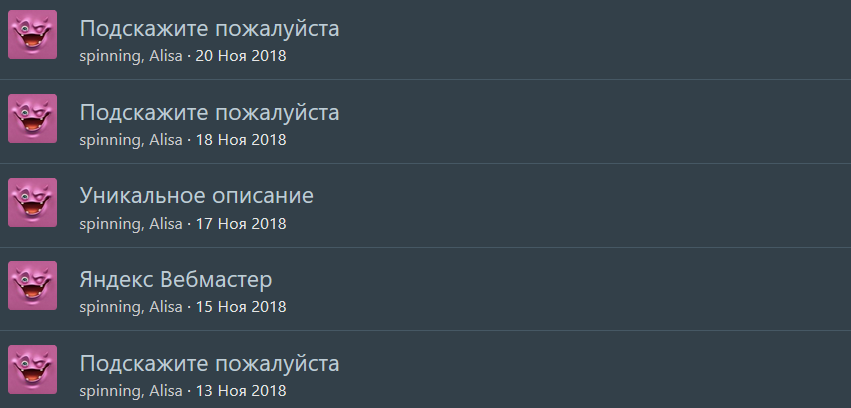 Подскажите пожалуйста
spinning, Alisa · 20 Ноя 2018
Подскажите пожалуйста
spinning, Alisa · 18 Ноя 2018
Уникальное описание
spinning, Alisa · 17 Ноя 2018
Яндекс Вебмастер
spinning, Alisa · 15 Ноя 2018
Подскажите пожалуйста
spinning, Alisa · 13 Ноя 2018